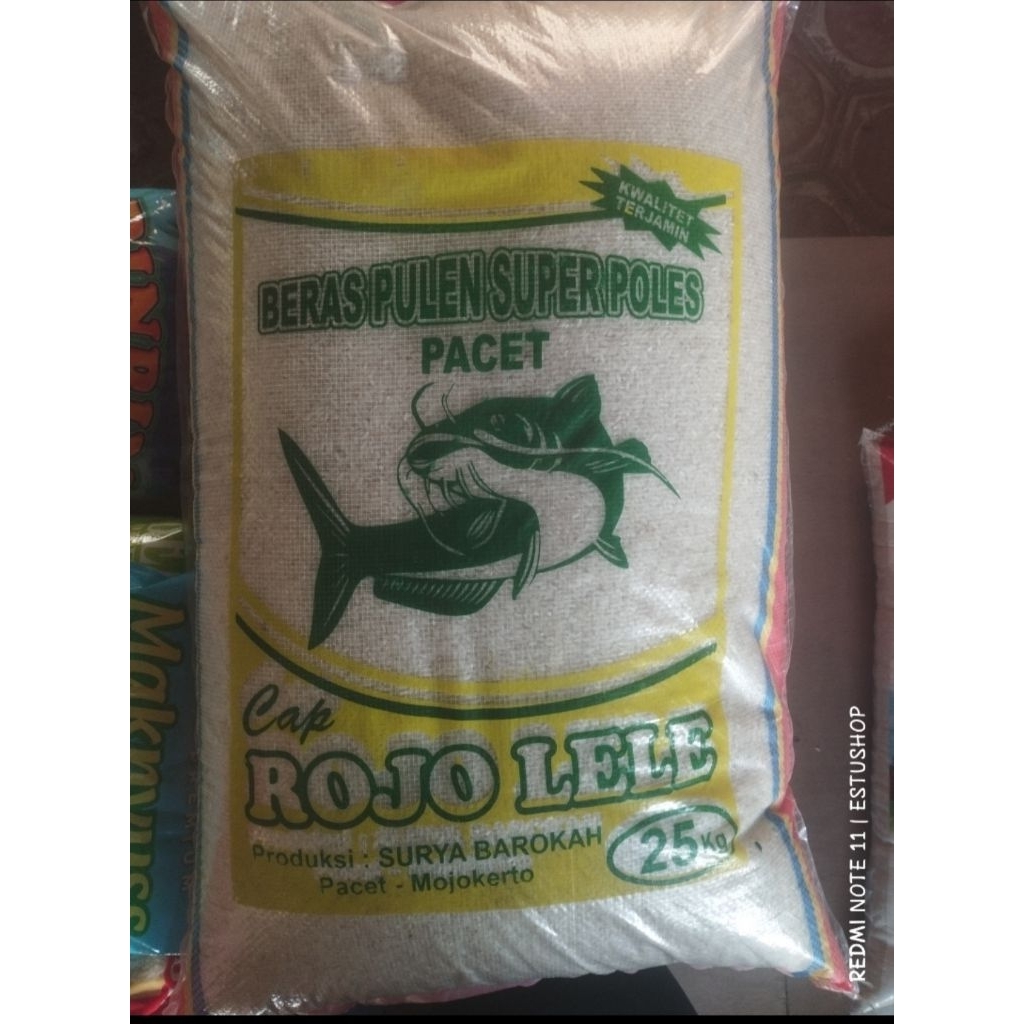 KWALITET
TERJAMIN
BERAS PULEN SUPER POLES
PACET
Cap
ROJO LELE
Produksi : SURYA BAROKAH
Pacet - Mojokerto
25 Kg
Maknyuss
REDMI NOTE 11 | ESTUSHOP